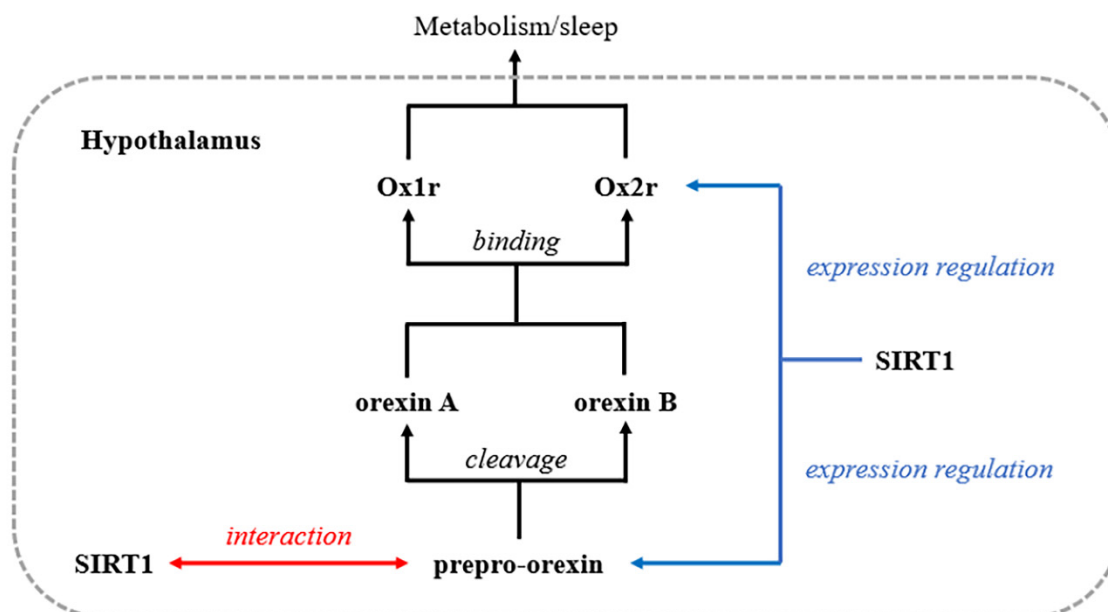 Metabolism/sleep
Hypothalamus
Ox1r
Ox2r
binding
expression regulation
SIRT1
orexin A
orexin B
cleavage
expression regulation
interaction
SIRT1
prepro-orexin